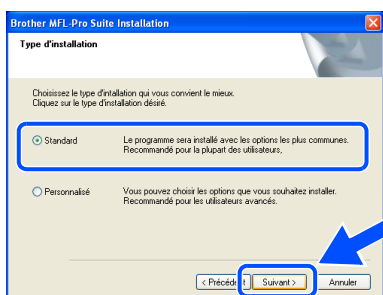 Brother MFL-Pro Suite Installation
Type d'installation
Choisissez le type d'intallation qui vous convient le mieux.
Cliquez sur le type d'installation désiré.
Standard
Le programme sera installé avec les options les plus communes.
Recommandé pour la plupart des utilisateurs,
Personnalisé
Vous pouvez choisir les options que vous souhaitez installer.
Recommandé pour les utilisateurs avancés.
< Précédent Suivant > Annuler